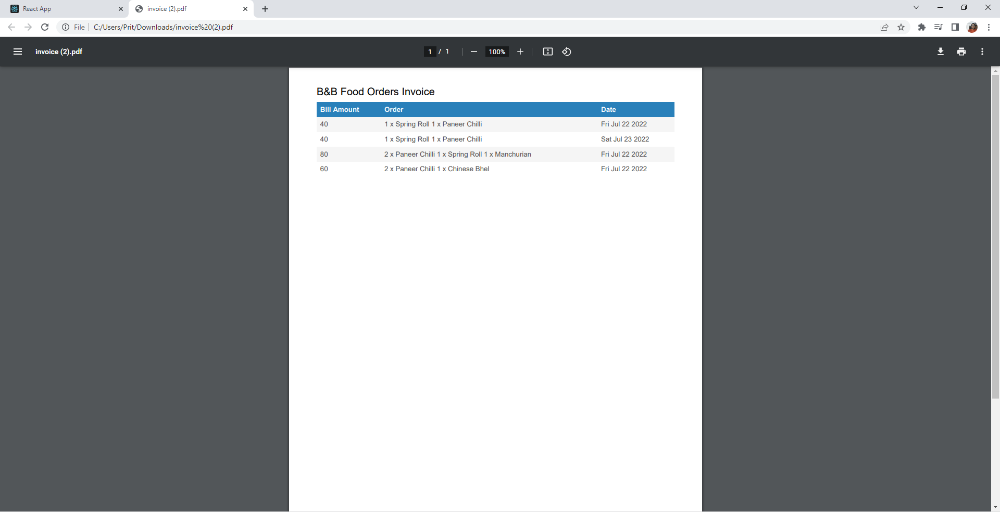 React App
invoice (2).pdf
File C:/Users/Prit/Downloads/invoice%20(2).pdf
invoice (2).pdf 1 / 1 100%
B&B Food Orders Invoice
Bill Amount Order Date
40 1 x Spring Roll 1 x Paneer Chilli Fri Jul 22 2022
40 1 x Spring Roll 1 x Paneer Chilli Sat Jul 23 2022
80 2 x Paneer Chilli 1 x Spring Roll 1 x Manchurian Fri Jul 22 2022
60 2 x Paneer Chilli 1 x Chinese Bhel Fri Jul 22 2022